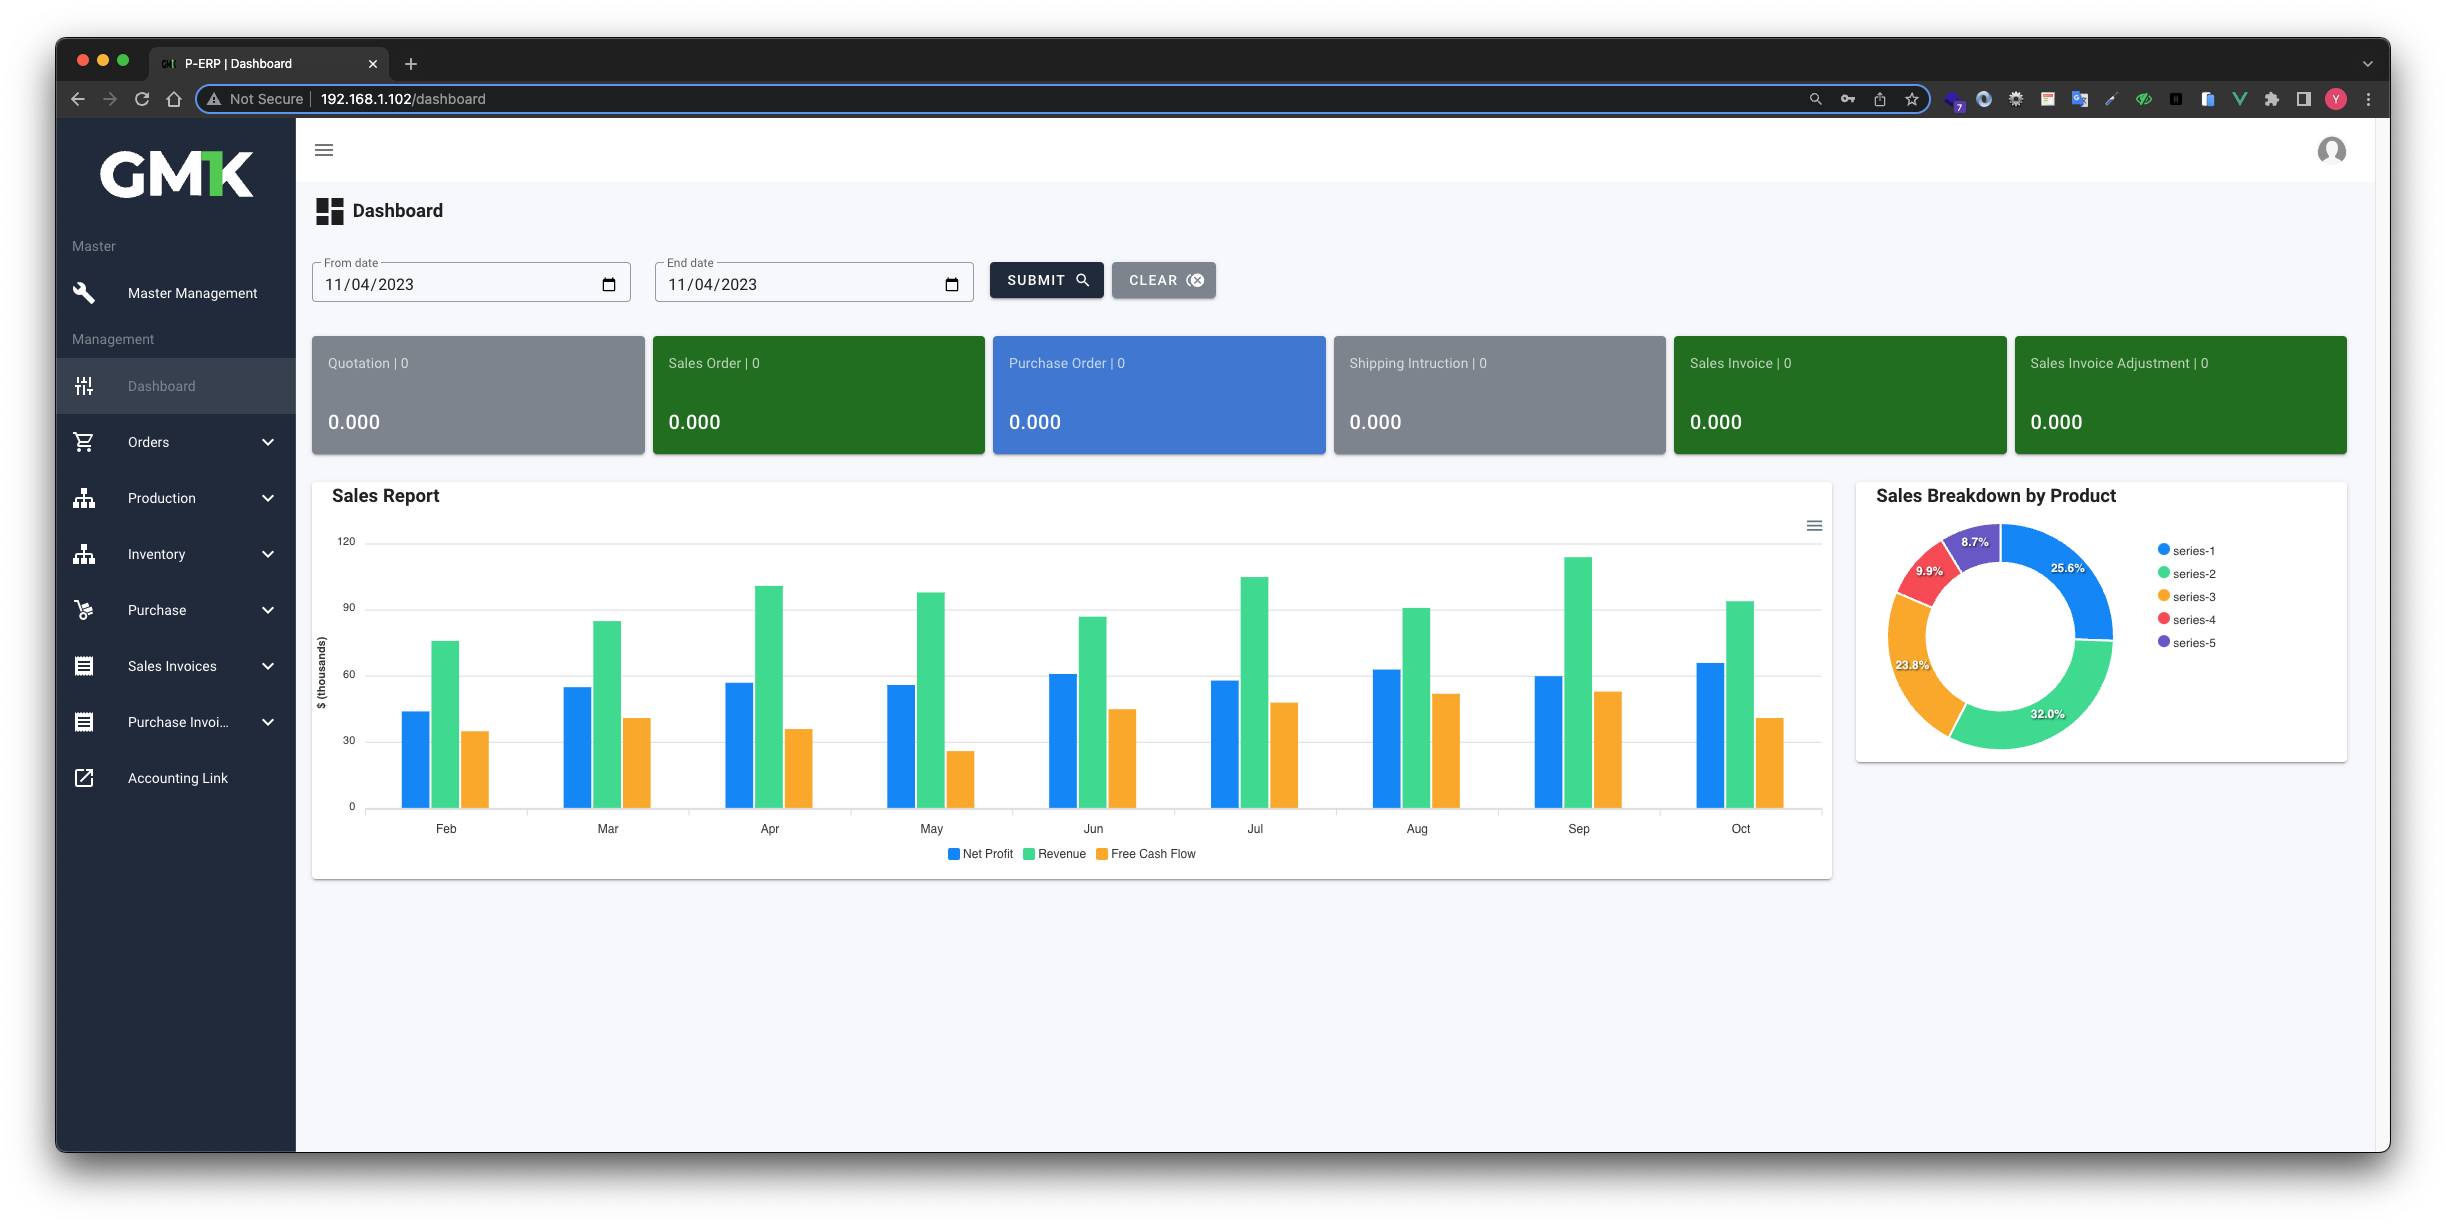 P-ERP | Dashboard
Not Secure
192.168.1.102/dashboard
7
Y
GMK
Master
Master Management
Management
Dashboard
Orders
Production
Inventory
Purchase
Sales Invoices
Purchase Invoi...
Accounting Link
Dashboard
From date
11/04/2023
End date
11/04/2023
SUBMIT
CLEAR
Quotation | 0
0.000
Sales Order | 0
0.000
Purchase Order | 0
0.000
Shipping Intruction | 0
0.000
Sales Invoice | 0
0.000
Sales Invoice Adjustment | 0
0.000
Sales Report
$ (thousands)
120
90
60
30
0
Feb Mar Apr May Jun Jul Aug Sep Oct
Net Profit Revenue Free Cash Flow
Sales Breakdown by Product
8.7%
9.9%
25.6%
23.8%
32.0%
series-1
series-2
series-3
series-4
series-5